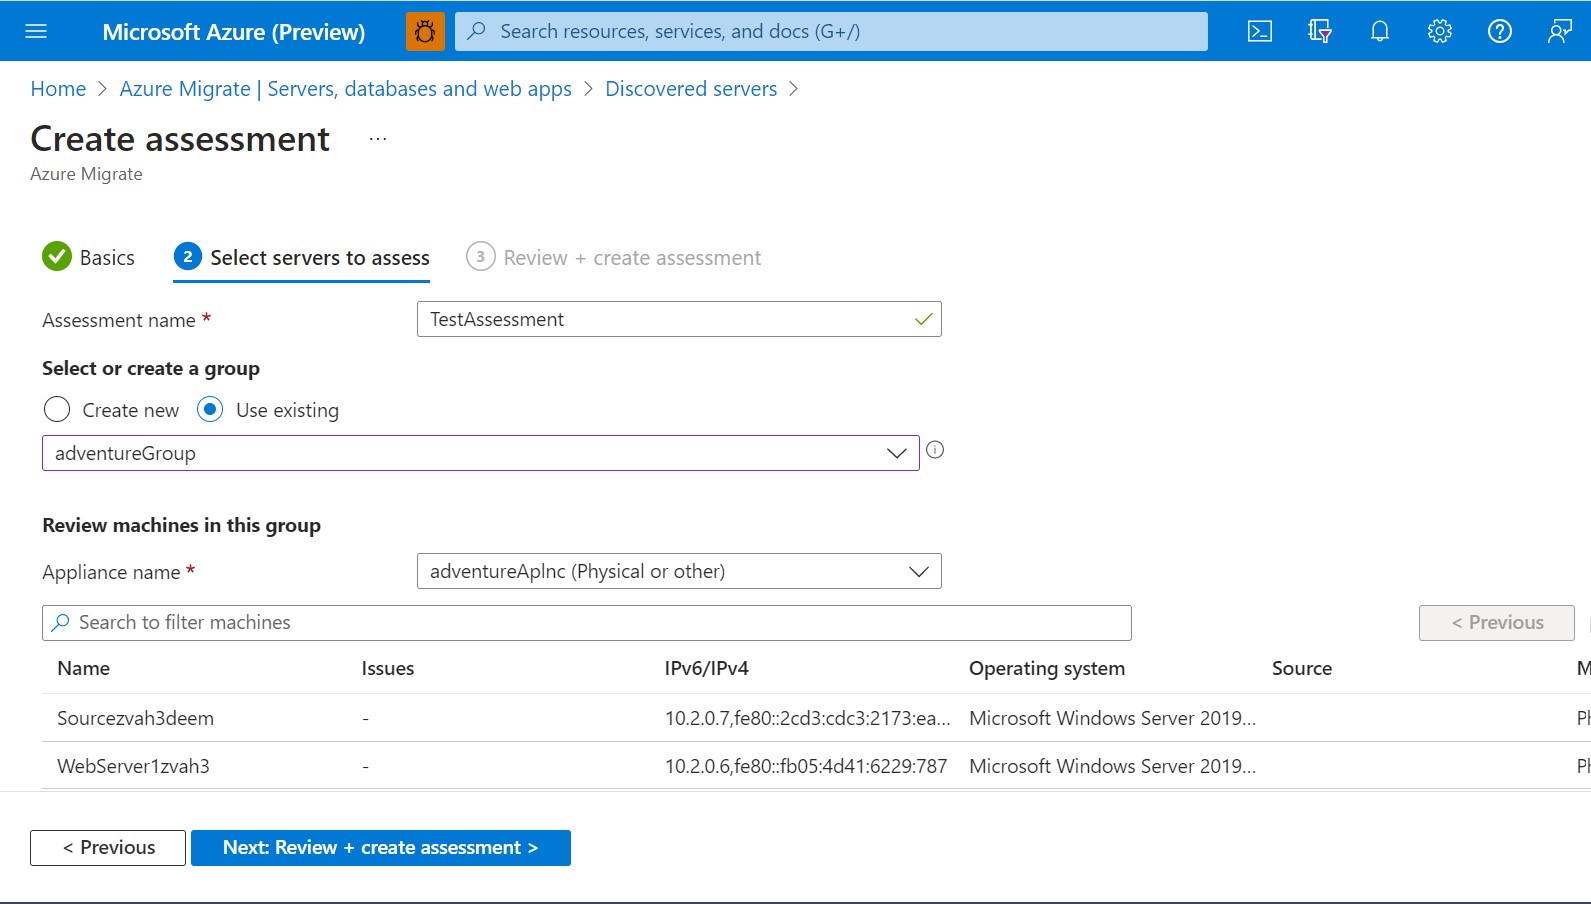 Microsoft Azure (Preview)
Search resources, services, and docs (G+/)
Home > Azure Migrate | Servers, databases and web apps > Discovered servers >
Create assessment ...
Azure Migrate
Basics 2 Select servers to assess 3 Review + create assessment
Assessment name * TestAssessment
Select or create a group
Create new Use existing
adventureGroup
Review machines in this group
Appliance name * adventureAplnc (Physical or other)
Search to filter machines < Previous
Name Issues IPv6/IPv4 Operating system Source M
Sourcezvah3deem - 10.2.0.7,fe80::2cd3:cdc3:2173:ea... Microsoft Windows Server 2019... Ph
WebServer1zvah3 - 10.2.0.6,fe80::fb05:4d41:6229:787 Microsoft Windows Server 2019... Ph
< Previous Next: Review + create assessment >